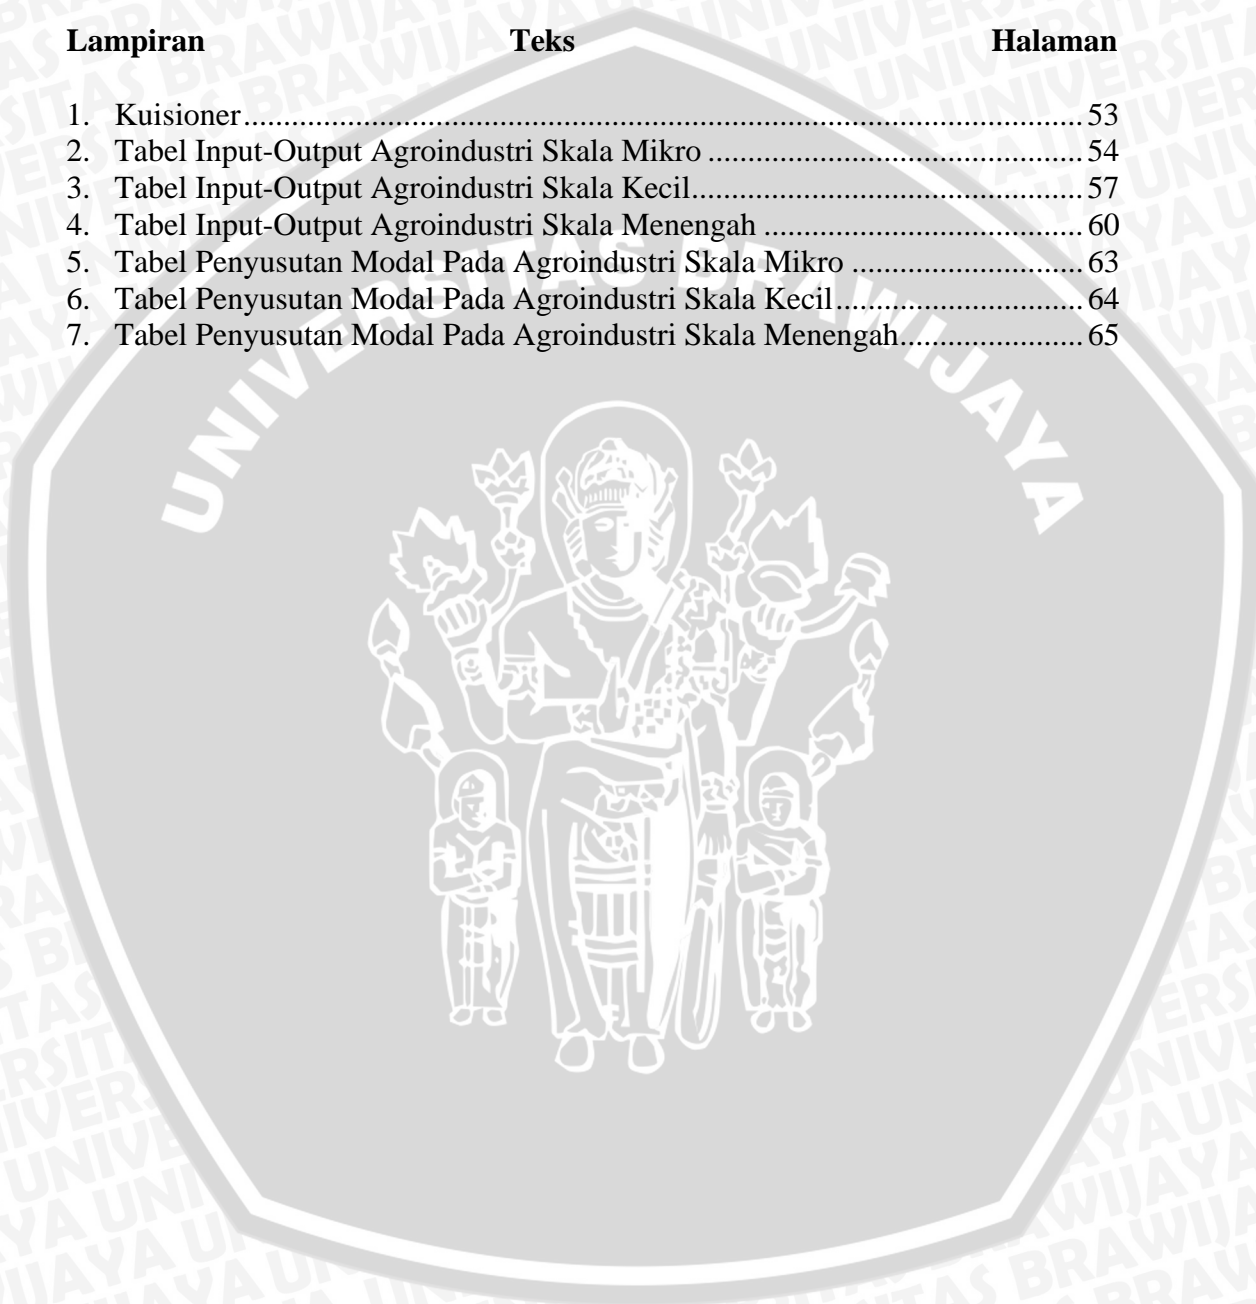 Lampiran Teks Halaman
1. Kuisioner.......................................................................................................... 53
2. Tabel Input-Output Agroindustri Skala Mikro ............................................... 54
3. Tabel Input-Output Agroindustri Skala Kecil................................................. 57
4. Tabel Input-Output Agroindustri Skala Menengah ........................................ 60
5. Tabel Penyusutan Modal Pada Agroindustri Skala Mikro ............................. 63
6. Tabel Penyusutan Modal Pada Agroindustri Skala Kecil............................... 64
7. Tabel Penyusutan Modal Pada Agroindustri Skala Menengah....................... 65
UNIVERSITAS BRAWIJAYA